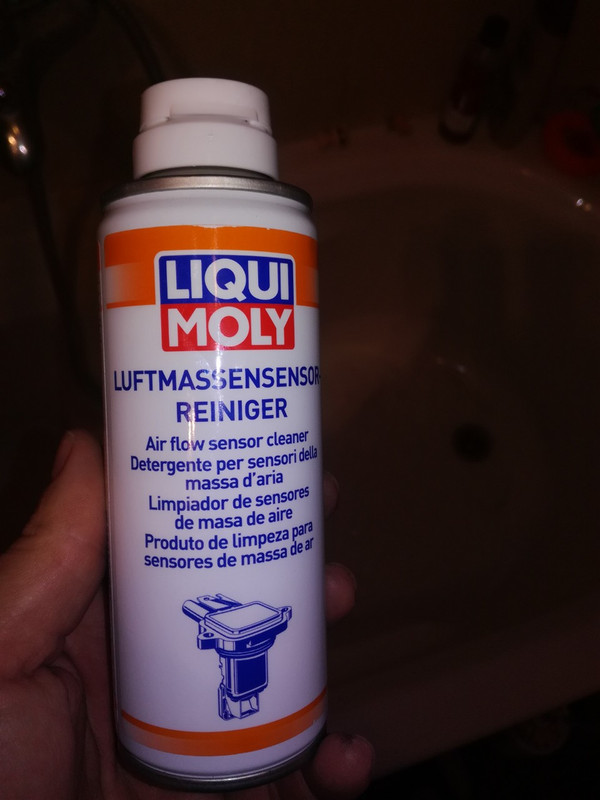 LIQUI
MOLY
LUFTMASSENSENSOR-
REINIGER
Air flow sensor cleaner
Detergente per sensori della
massa d'aria
Limpiador de sensores
de masa de aire
Produto de limpeza para
sensores de massa de ar